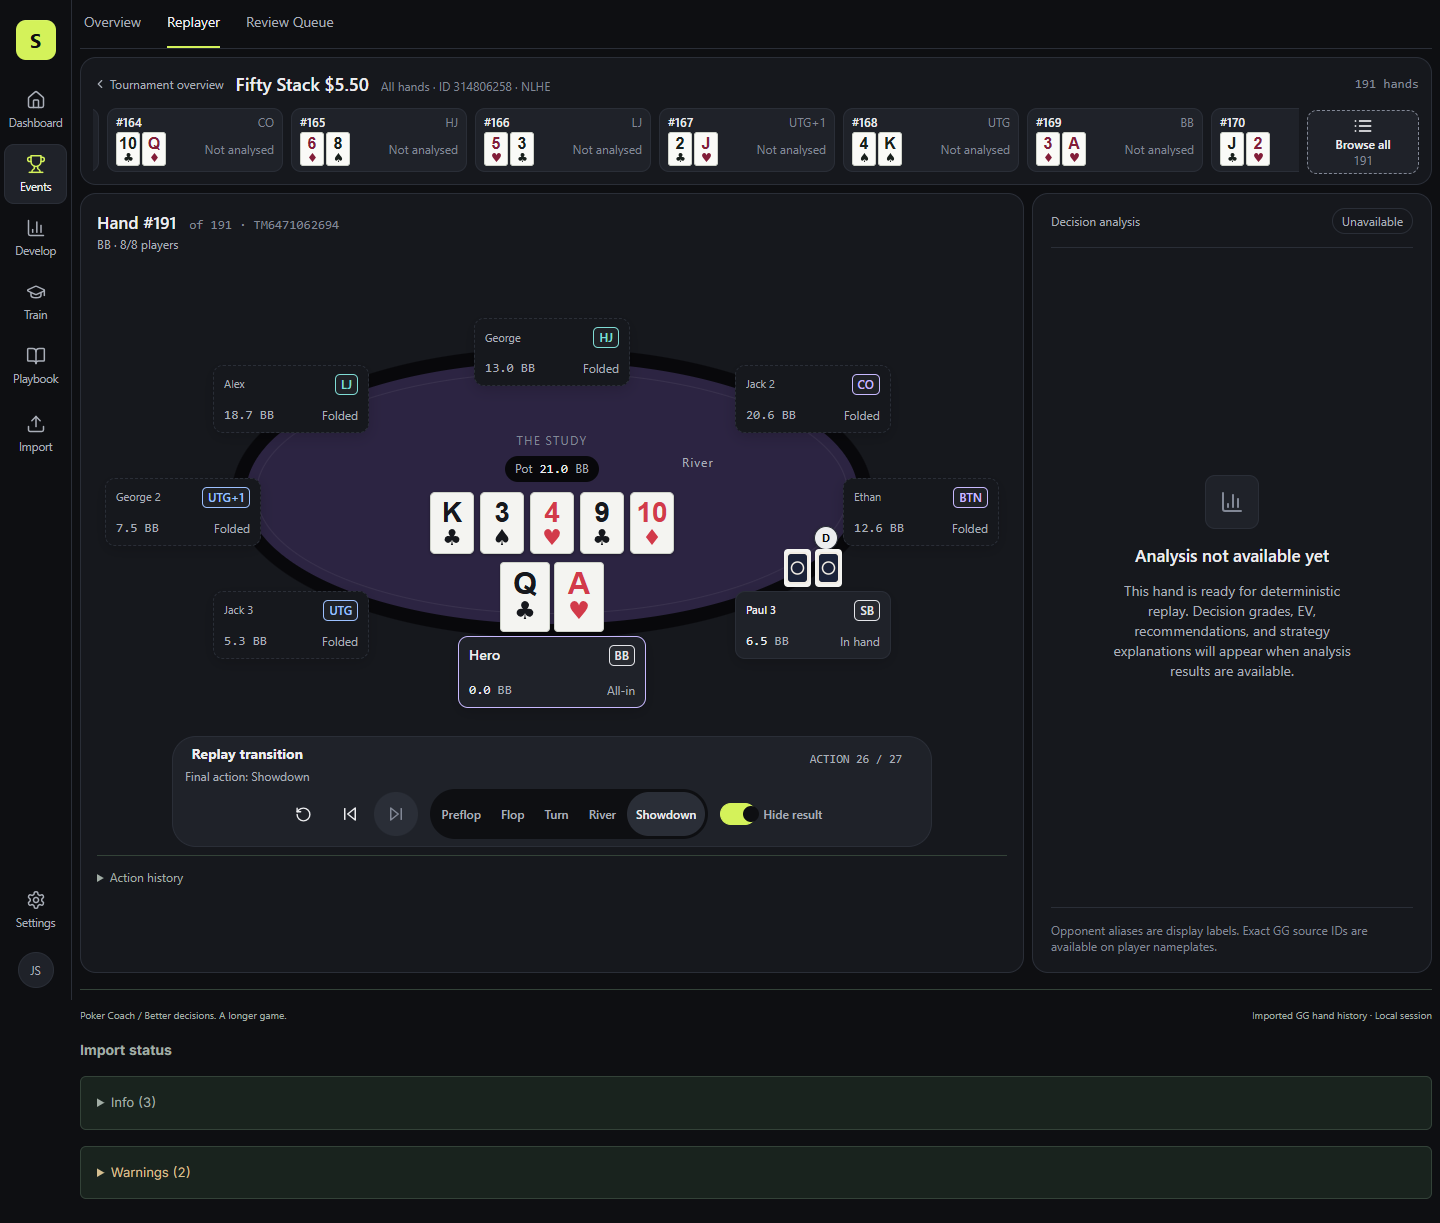 S
Dashboard
Events
Develop
Train
Playbook
Import
Settings
JS
Overview
Replayer
Review Queue
Tournament overview
Fifty Stack $5.50
All hands · ID 314806258 · NLHE
191 hands
#164
CO
10 Q
Not analysed
#165
HJ
6 8
Not analysed
#166
LJ
5 3
Not analysed
#167
UTG+1
2 J
Not analysed
#168
UTG
4 K
Not analysed
#169
BB
3 A
Not analysed
#170
J 2
Browse all
191
Hand #191
of 191 · TM6471062694
BB · 8/8 players
George
HJ
13.0 BB
Folded
Alex
LJ
18.7 BB
Folded
Jack 2
CO
20.6 BB
Folded
THE STUDY
River
Pot 21.0 BB
George 2
UTG+1
7.5 BB
Folded
K 3 4 9 10
Ethan
BTN
12.6 BB
Folded
D
Q A
Jack 3
UTG
5.3 BB
Folded
Paul 3
SB
6.5 BB
In hand
Hero
BB
0.0 BB
All-in
Replay transition
ACTION 26 / 27
Final action: Showdown
Preflop
Flop
Turn
River
Showdown
Hide result
Action history
Decision analysis
Unavailable
Analysis not available yet
This hand is ready for deterministic
replay. Decision grades, EV,
recommendations, and strategy
explanations will appear when analysis
results are available.
Opponent aliases are display labels. Exact GG source IDs are
available on player nameplates.
Poker Coach / Better decisions. A longer game.
Imported GG hand history · Local session
Import status
Info (3)
Warnings (2)